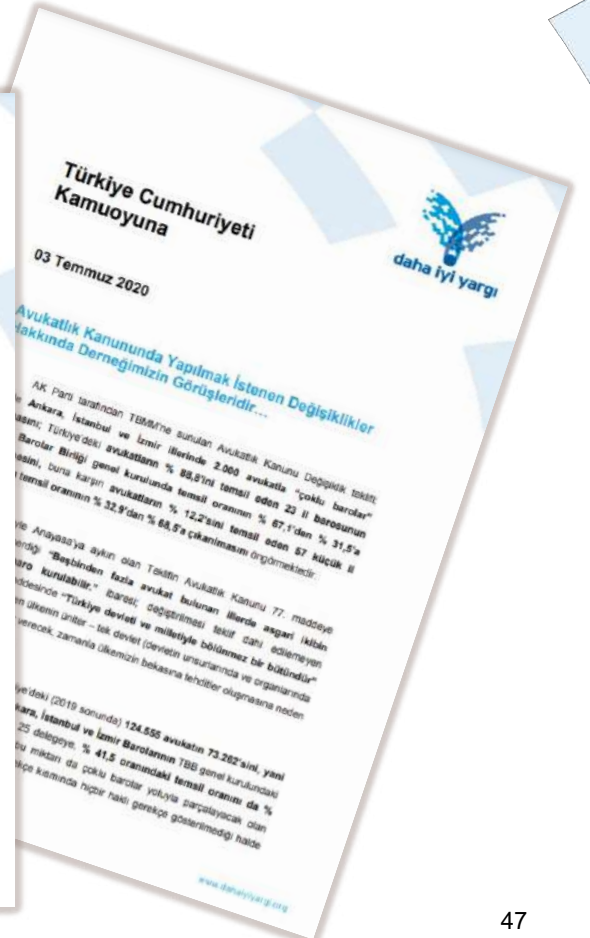 Türkiye Cumhuriyeti
Kamuoyuna
daha iyi yargı
03 Temmuz 2020
Avukatlık Kanununda Yapılmak İstenen Değişiklikler
Hakkında Derneğimizin Görüşleridir...
AK Parti tarafından TBMM'ne sunulan Avukatlık Kanunu Değişiklik teklifi;
Ankara, İstanbul ve İzmir illerinde 2.000 avukatla "çoklu barolar"
Türkiye'deki avukatların % 88,8'ini temsil eden 23 il barosunun
Barolar Birliği genel kurulunda temsil oranının % 67,1'den % 31,5'a
buna karşın avukatların % 12,2'sini temsil eden 57 küçük il
temsil oranının % 32,9'dan % 68,5'a çıkarılmasını öngörmektedir.
Anayasa'ya aykırı olan Teklifin Avukatlık Kanunu 77. maddeye
"Beşbinden fazla avukat bulunan illerde asgari ikibin
baro kurulabilir." ibaresi; değiştirilmesi teklif dahi edilemeyen
"Türkiye devleti ve milletiyle bölünmez bir bütündür"
ülkenin üniter – tek devlet (devletin unsurlarında ve organlarında
verecek, zamanla ülkemizin bekasına tehditler oluşmasına neden
(2019 sonunda) 124.555 avukatın 73.262'sini, yani
İstanbul ve İzmir Barolarının TBB genel kurulundaki
25 delegeye, % 41,5 oranındaki temsil oranını da %
bu miktarı da çoklu barolar yoluyla parçalayacak olan
kısmında hiçbir haklı gerekçe gösterilmediği halde
www.dahaiyiyargi.org
47